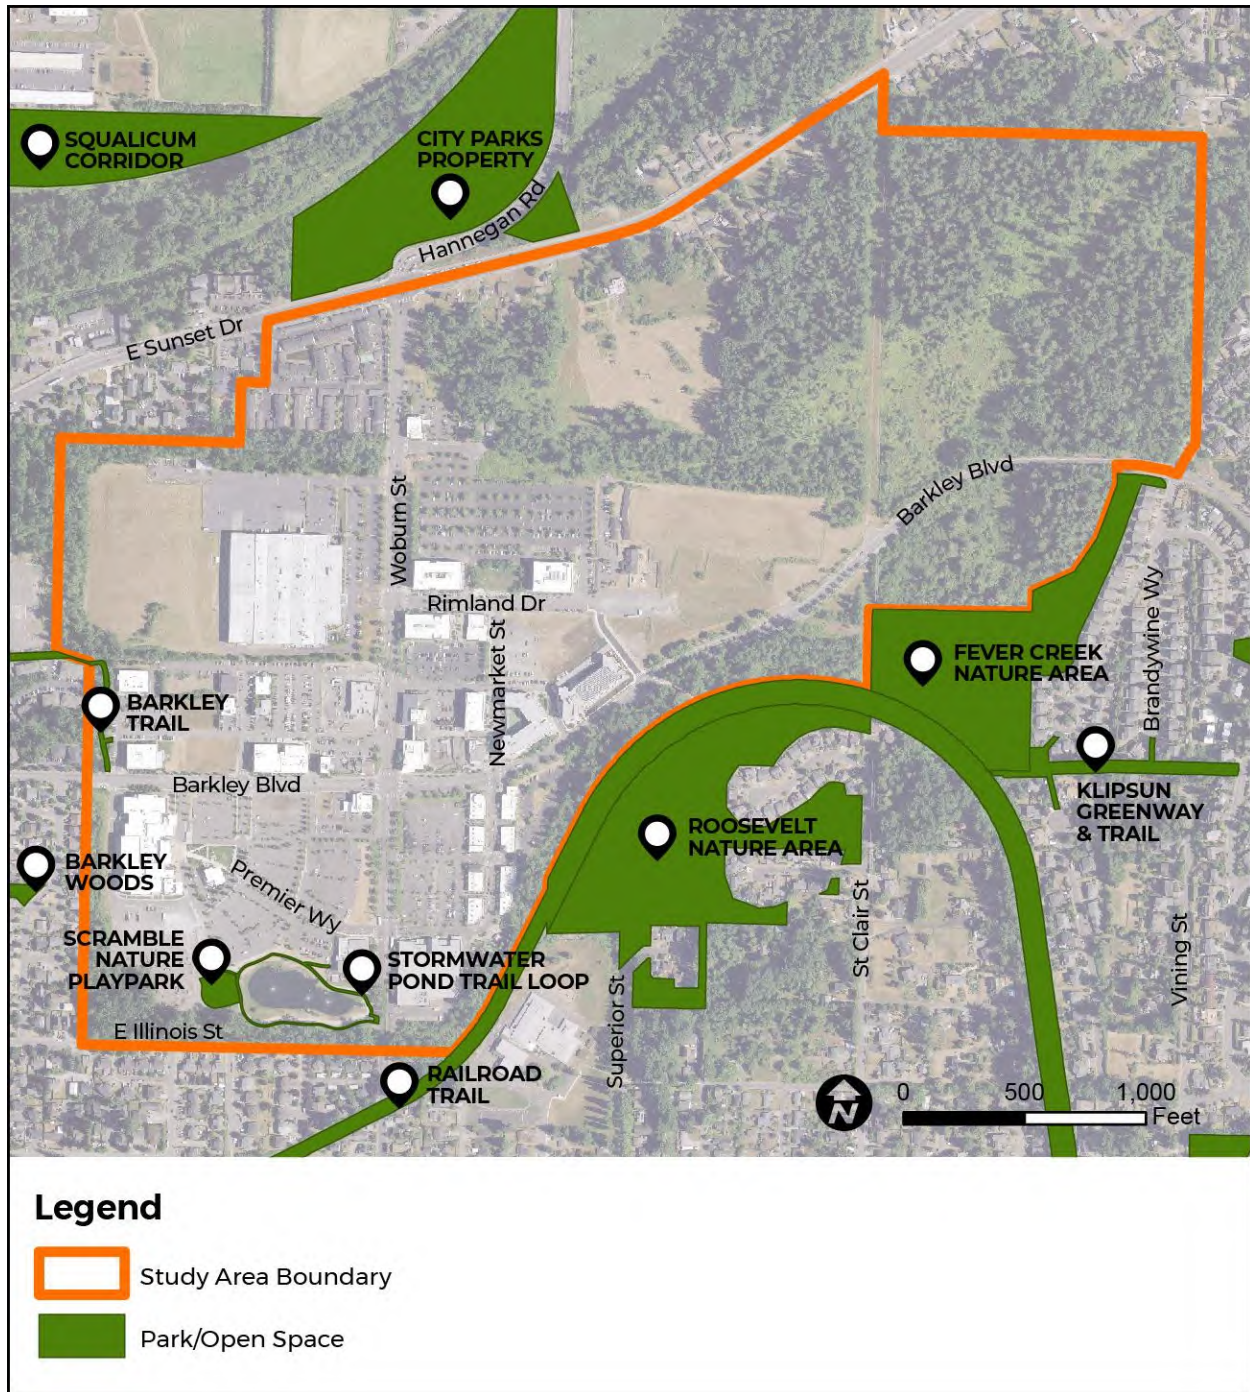 SQUALICUM
CORRIDOR
CITY PARKS
PROPERTY
Hannegan Rd
E Sunset Dr
Woburn St
Barkley Blvd
Rimland Dr
Newmarket St
Brandywine Wy
FEVER CREEK
NATURE AREA
BARKLEY
TRAIL
Barkley Blvd
KLIPSUN
GREENWAY
& TRAIL
ROOSEVELT
NATURE AREA
BARKLEY
WOODS
Premier Wy
St Clair St
Vining St
SCRAMBLE
NATURE
PLAYPARK
STORMWATER
POND TRAIL LOOP
Superior St
E Illinois St
RAILROAD
TRAIL
N
0 500 1,000
Feet
Legend
Study Area Boundary
Park/Open Space